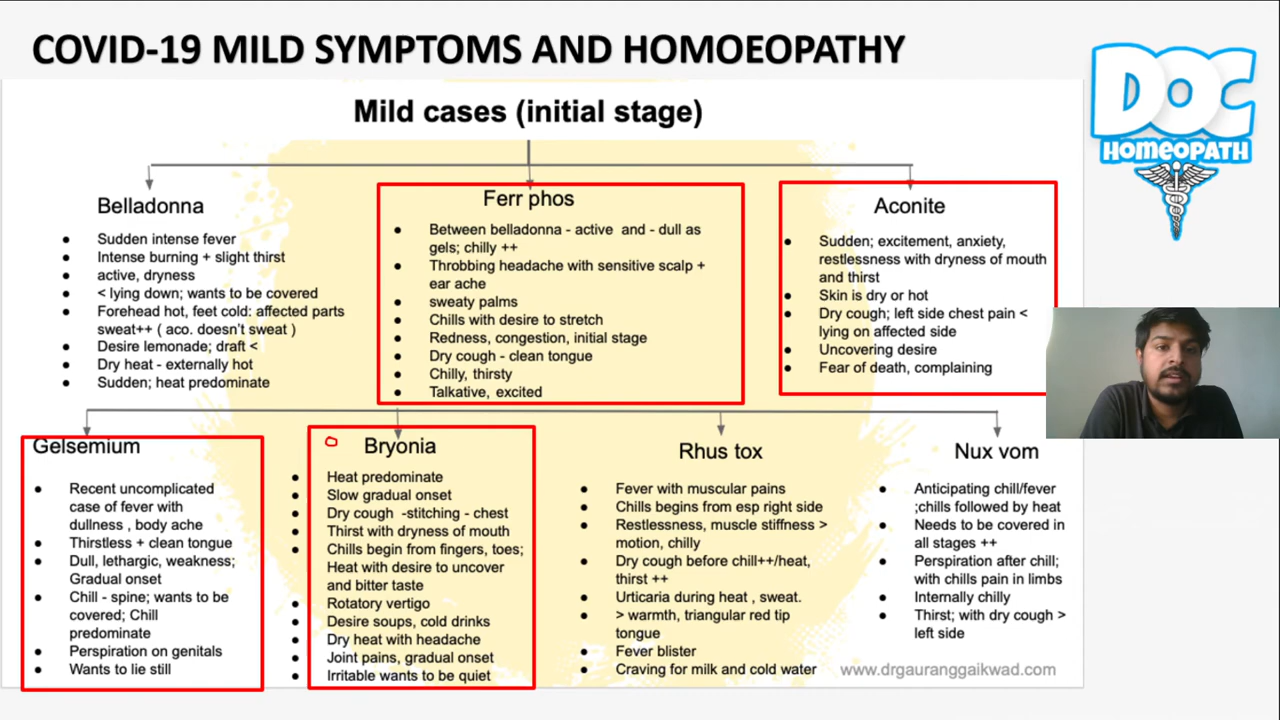 COVID-19 MILD SYMPTOMS AND HOMOEOPATHY
DOC
HOMEOPATH
Mild cases (initial stage)
Belladonna
Sudden intense fever
Intense burning + slight thirst
active, dryness
< lying down; wants to be covered
Forehead hot, feet cold: affected parts
sweat++ ( aco. doesn't sweat )
Desire lemonade; draft <
Dry heat - externally hot
Sudden; heat predominate
Ferr phos
Between belladonna - active and - dull as
gels; chilly ++
Throbbing headache with sensitive scalp +
ear ache
sweaty palms
Chills with desire to stretch
Redness, congestion, initial stage
Dry cough - clean tongue
Chilly, thirsty
Talkative, excited
Aconite
Sudden; excitement, anxiety,
restlessness with dryness of mouth
and thirst
Skin is dry or hot
Dry cough; left side chest pain <
lying on affected side
Uncovering desire
Fear of death, complaining
Gelsemium
Recent uncomplicated
case of fever with
dullness , body ache
Thirstless + clean tongue
Dull, lethargic, weakness;
Gradual onset
Chill - spine; wants to be
covered; Chill
predominate
Perspiration on genitals
Wants to lie still
Bryonia
Heat predominate
Slow gradual onset
Dry cough -stitching - chest
Thirst with dryness of mouth
Chills begin from fingers, toes;
Heat with desire to uncover
and bitter taste
Rotatory vertigo
Desire soups, cold drinks
Dry heat with headache
Joint pains, gradual onset
Irritable wants to be quiet
Rhus tox
Fever with muscular pains
Chills begins from esp right side
Restlessness, muscle stiffness >
motion, chilly
Dry cough before chill++/heat,
thirst ++
Urticaria during heat , sweat.
> warmth, triangular red tip
tongue
Fever blister
Craving for milk and cold water
Nux vom
Anticipating chill/fever
;chills followed by heat
Needs to be covered in
all stages ++
Perspiration after chill;
with chills pain in limbs
Internally chilly
Thirst; with dry cough >
left side
www.drgauranggaikwad.com